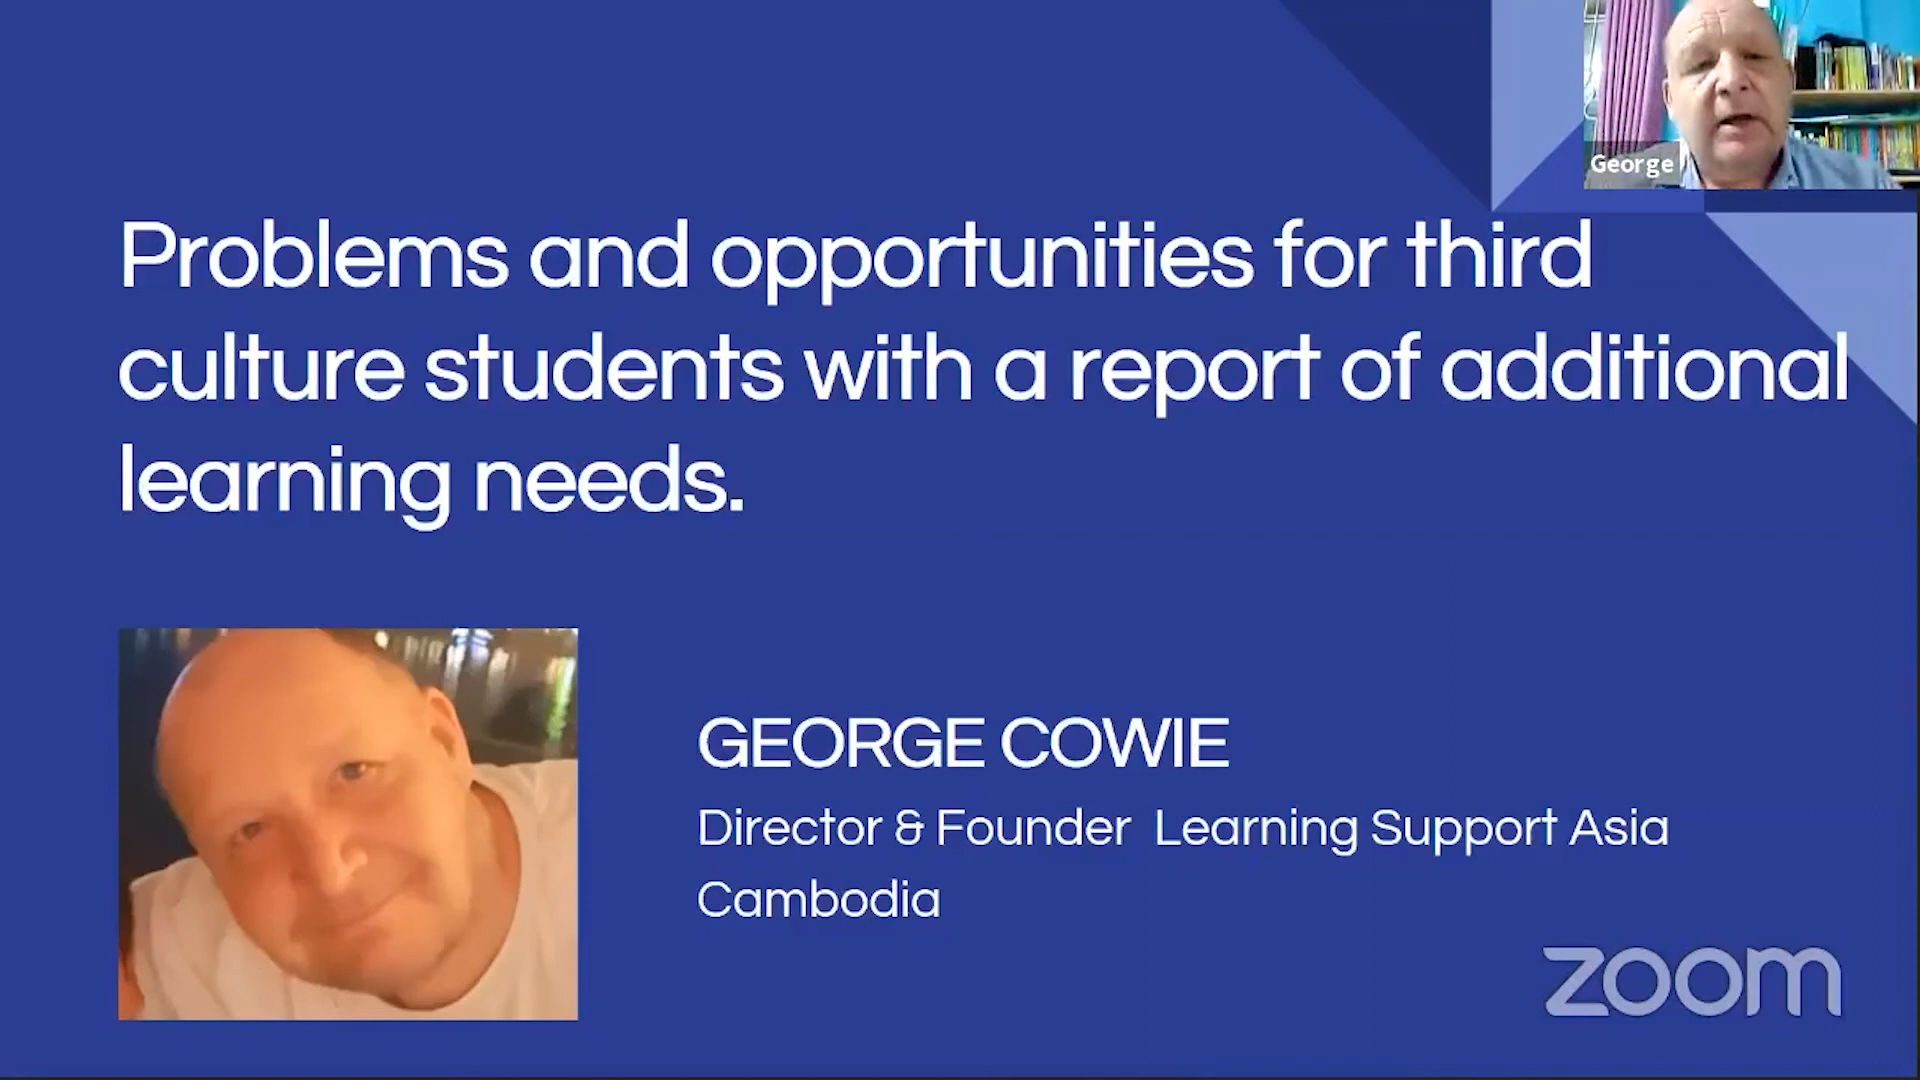 George
Problems and opportunities for third
culture students with a report of additional
learning needs.
GEORGE COWIE
Director & Founder Learning Support Asia
Cambodia
zoom